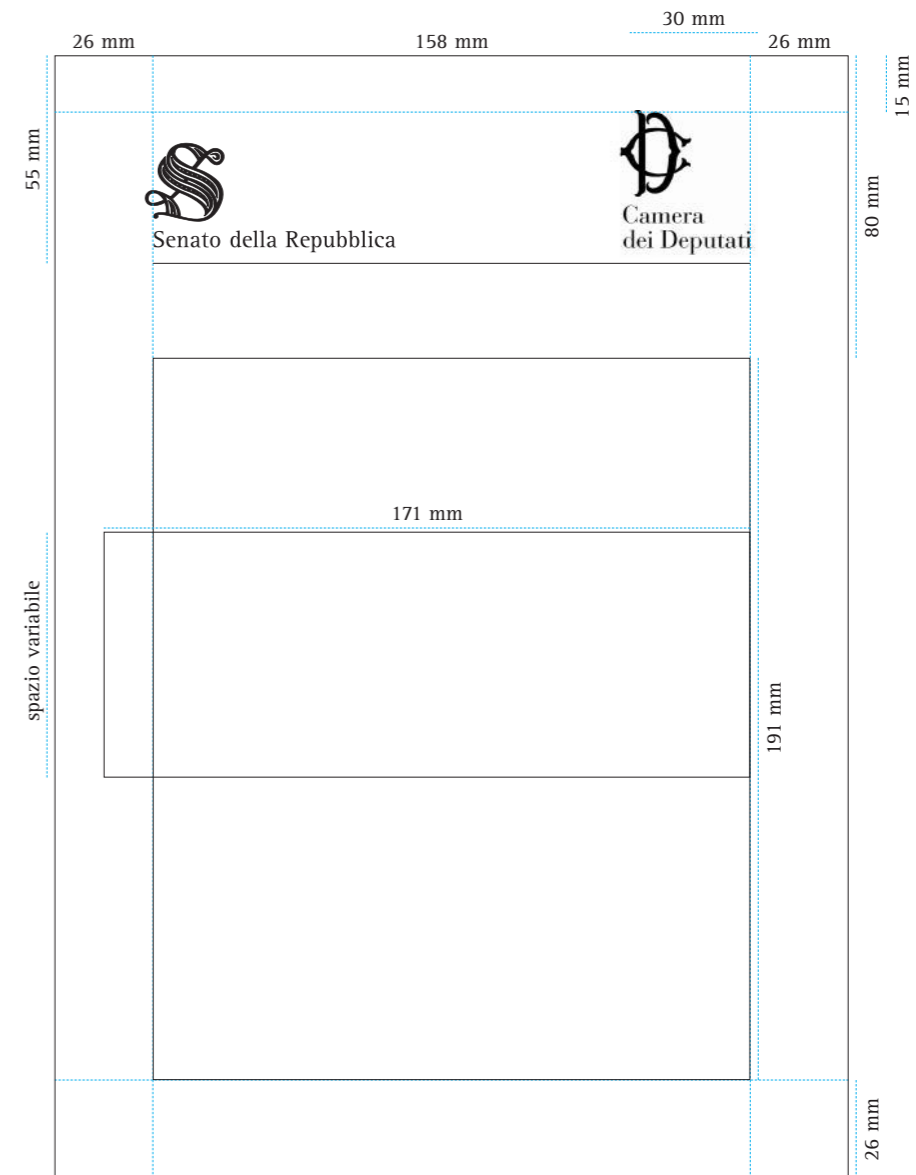 30 mm
26 mm
158 mm
26 mm
15 mm
55 mm
80 mm
Senato della Repubblica
Camera
dei Deputati
171 mm
spazio variabile
191 mm
26 mm